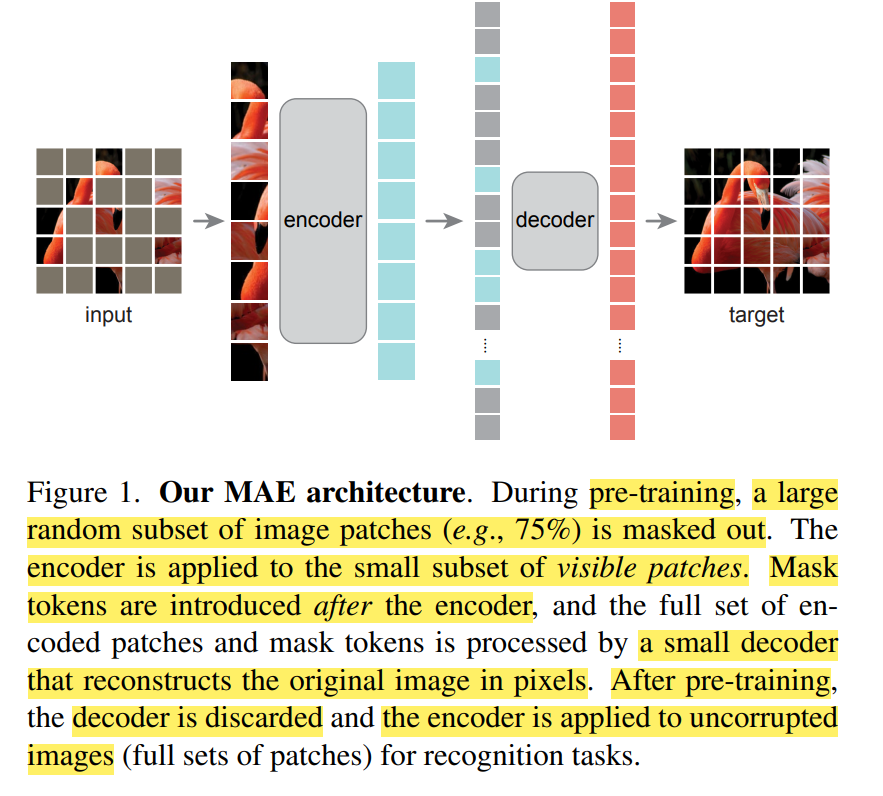 input
encoder
decoder
target
Figure 1. Our MAE architecture. During pre-training, a large
random subset of image patches (e.g., 75%) is masked out. The
encoder is applied to the small subset of visible patches. Mask
tokens are introduced after the encoder, and the full set of en-
coded patches and mask tokens is processed by a small decoder
that reconstructs the original image in pixels. After pre-training,
the decoder is discarded and the encoder is applied to uncorrupted
images (full sets of patches) for recognition tasks.